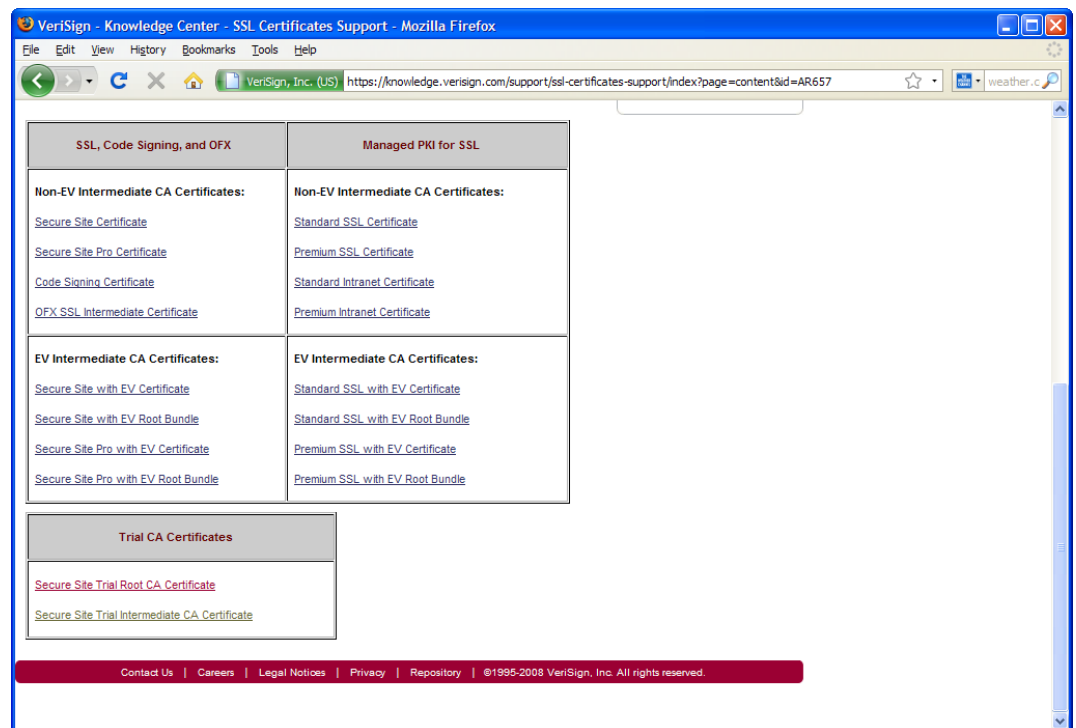 VeriSign - Knowledge Center - SSL Certificates Support - Mozilla Firefox
File Edit View History Bookmarks Tools Help
VeriSign, Inc. (US) https://knowledge.verisign.com/support/ssl-certificates-support/index?page=content&id=AR657 weather.c
SSL, Code Signing, and OFX Managed PKI for SSL
Non-EV Intermediate CA Certificates: Non-EV Intermediate CA Certificates:
Secure Site Certificate Standard SSL Certificate
Secure Site Pro Certificate Premium SSL Certificate
Code Signing Certificate Standard Intranet Certificate
OFX SSL Intermediate Certificate Premium Intranet Certificate
EV Intermediate CA Certificates: EV Intermediate CA Certificates:
Secure Site with EV Certificate Standard SSL with EV Certificate
Secure Site with EV Root Bundle Standard SSL with EV Root Bundle
Secure Site Pro with EV Certificate Premium SSL with EV Certificate
Secure Site Pro with EV Root Bundle Premium SSL with EV Root Bundle
Trial CA Certificates
Secure Site Trial Root CA Certificate
Secure Site Trial Intermediate CA Certificate
Contact Us | Careers | Legal Notices | Privacy | Repository | ©1995-2008 VeriSign, Inc. All rights reserved.